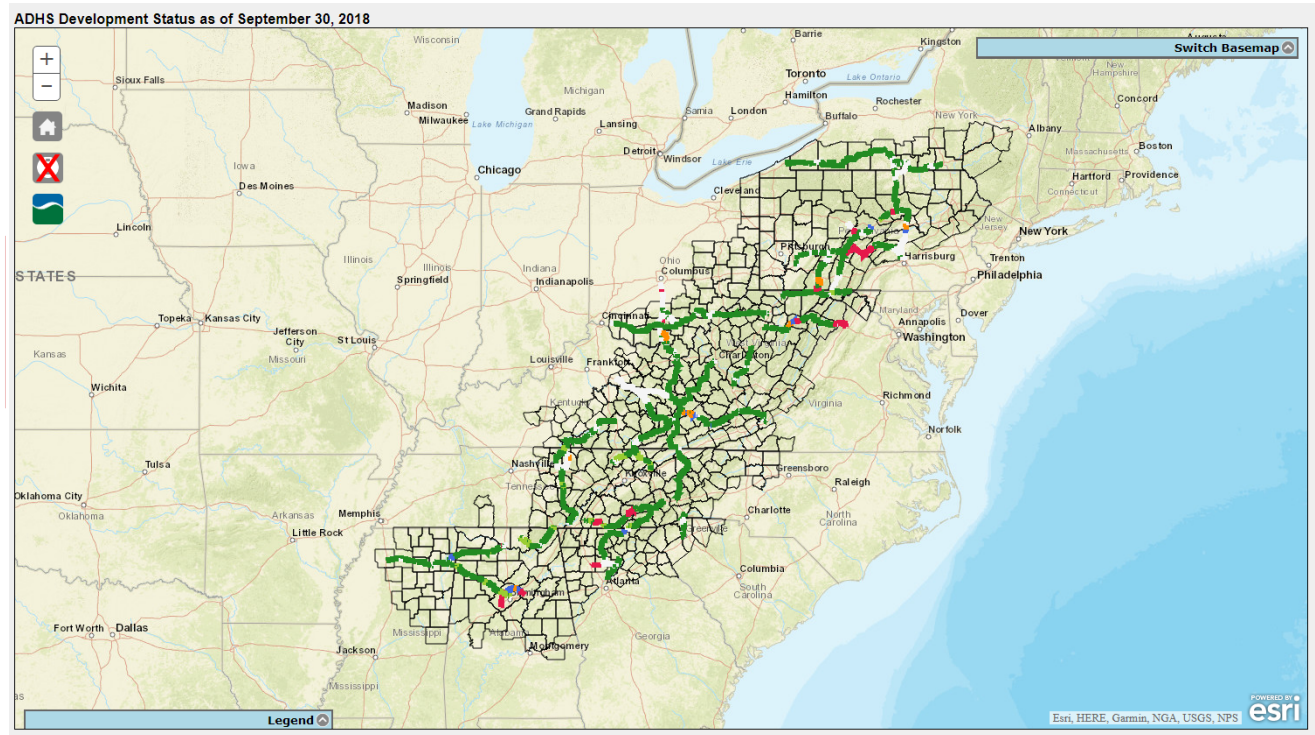 ADHS Development Status as of September 30, 2018
Switch Basemap
+
−
Wisconsin
Barrie
Kingston
Augusta
Sioux Falls
Toronto
Lake Ontario
New Hampshire
Michigan
Hamilton
Rochester
Concord
Madison
Milwaukee
Lake Michigan
Grand Rapids
Sarnia
London
Buffalo
New York
Lansing
Albany
Detroit
Windsor
Lake Erie
Massachusetts
Boston
Iowa
Chicago
Hartford
Providence
Des Moines
Cleveland
Connecticut
Lincoln
New Jersey
New York
Pittsburgh
Harrisburg
Trenton
STATES
Illinois
Illinois
Indiana
Ohio
Columbus
Philadelphia
Springfield
Indianapolis
Maryland
Dover
Topeka
Kansas City
Cincinnati
Annapolis
Jefferson City
St Louis
Washington
Kansas
Missouri
Louisville
Frankfort
West Virginia
Charleston
Wichita
Kentucky
Virginia
Richmond
Norfolk
Tulsa
Nashville
Knoxville
Greensboro
Oklahoma City
Tennessee
Raleigh
Oklahoma
Arkansas
Memphis
Charlotte
North Carolina
Little Rock
Greenville
Columbia
Atlanta
South Carolina
Birmingham
Fort Worth
Dallas
Mississippi
Alabama
Georgia
Jackson
Montgomery
Mississippi
Legend
Esri, HERE, Garmin, NGA, USGS, NPS
POWERED BY
esri